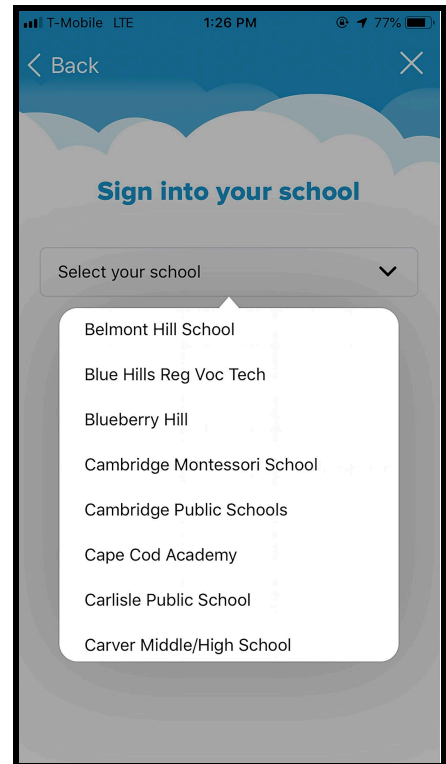 T-Mobile LTE 1:26 PM 77%
Back
Sign into your school
Select your school
Belmont Hill School
Blue Hills Reg Voc Tech
Blueberry Hill
Cambridge Montessori School
Cambridge Public Schools
Cape Cod Academy
Carlisle Public School
Carver Middle/High School